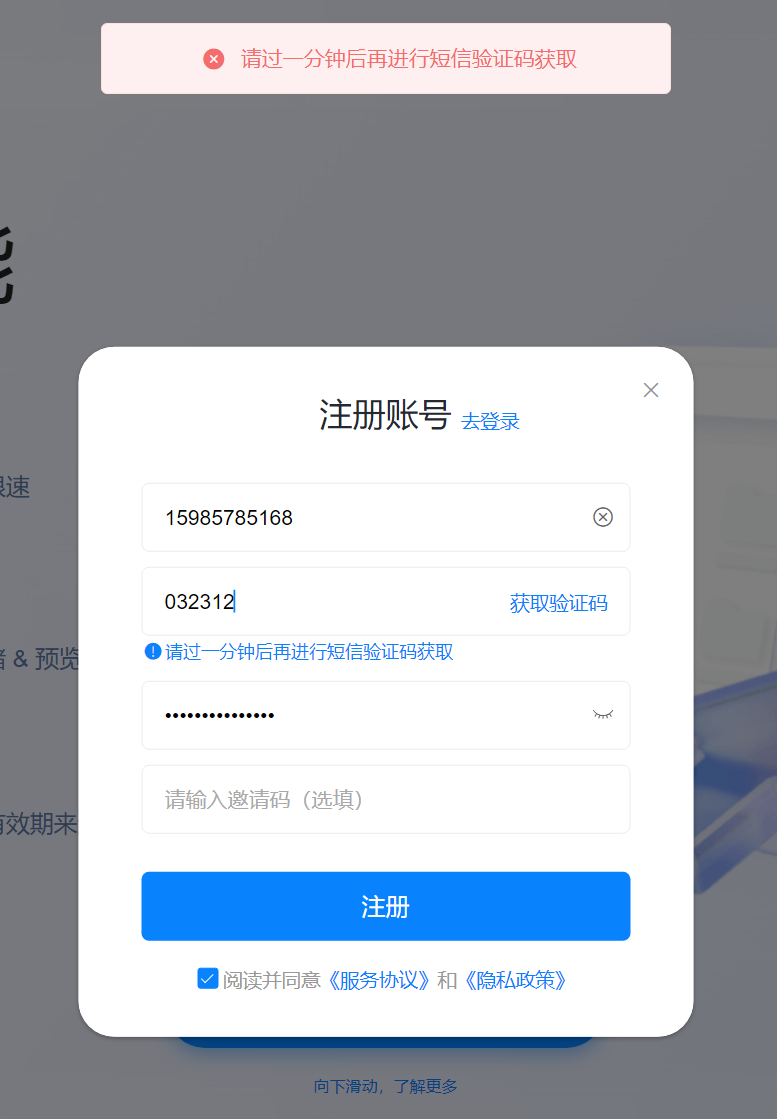 请过一分钟后再进行短信验证码获取
能
注册账号 去登录
限速
15985785168
032312 获取验证码
请过一分钟后再进行短信验证码获取
& 预览
•••••••••••••••
请输入邀请码（选填）
有效期来
注册
阅读并同意《服务协议》和《隐私政策》
向下滑动，了解更多